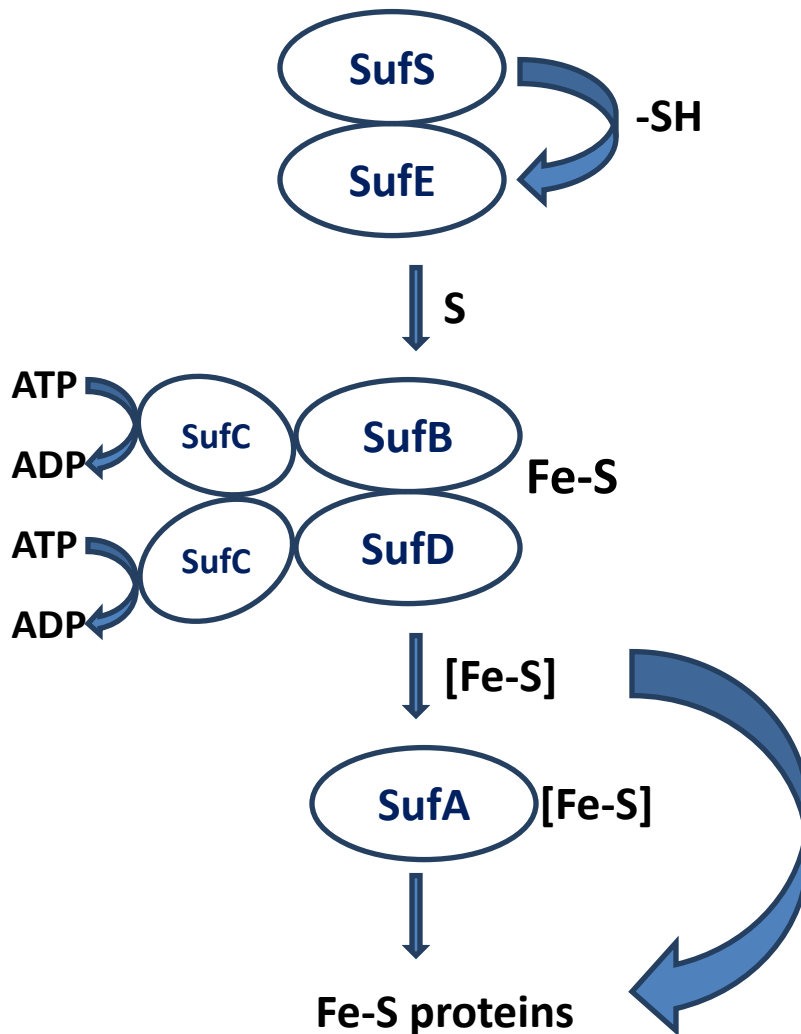 SufS
-SH
SufE
S
ATP
SufC
SufB
ADP
Fe-S
ATP
SufC
SufD
ADP
[Fe-S]
SufA
[Fe-S]
Fe-S proteins